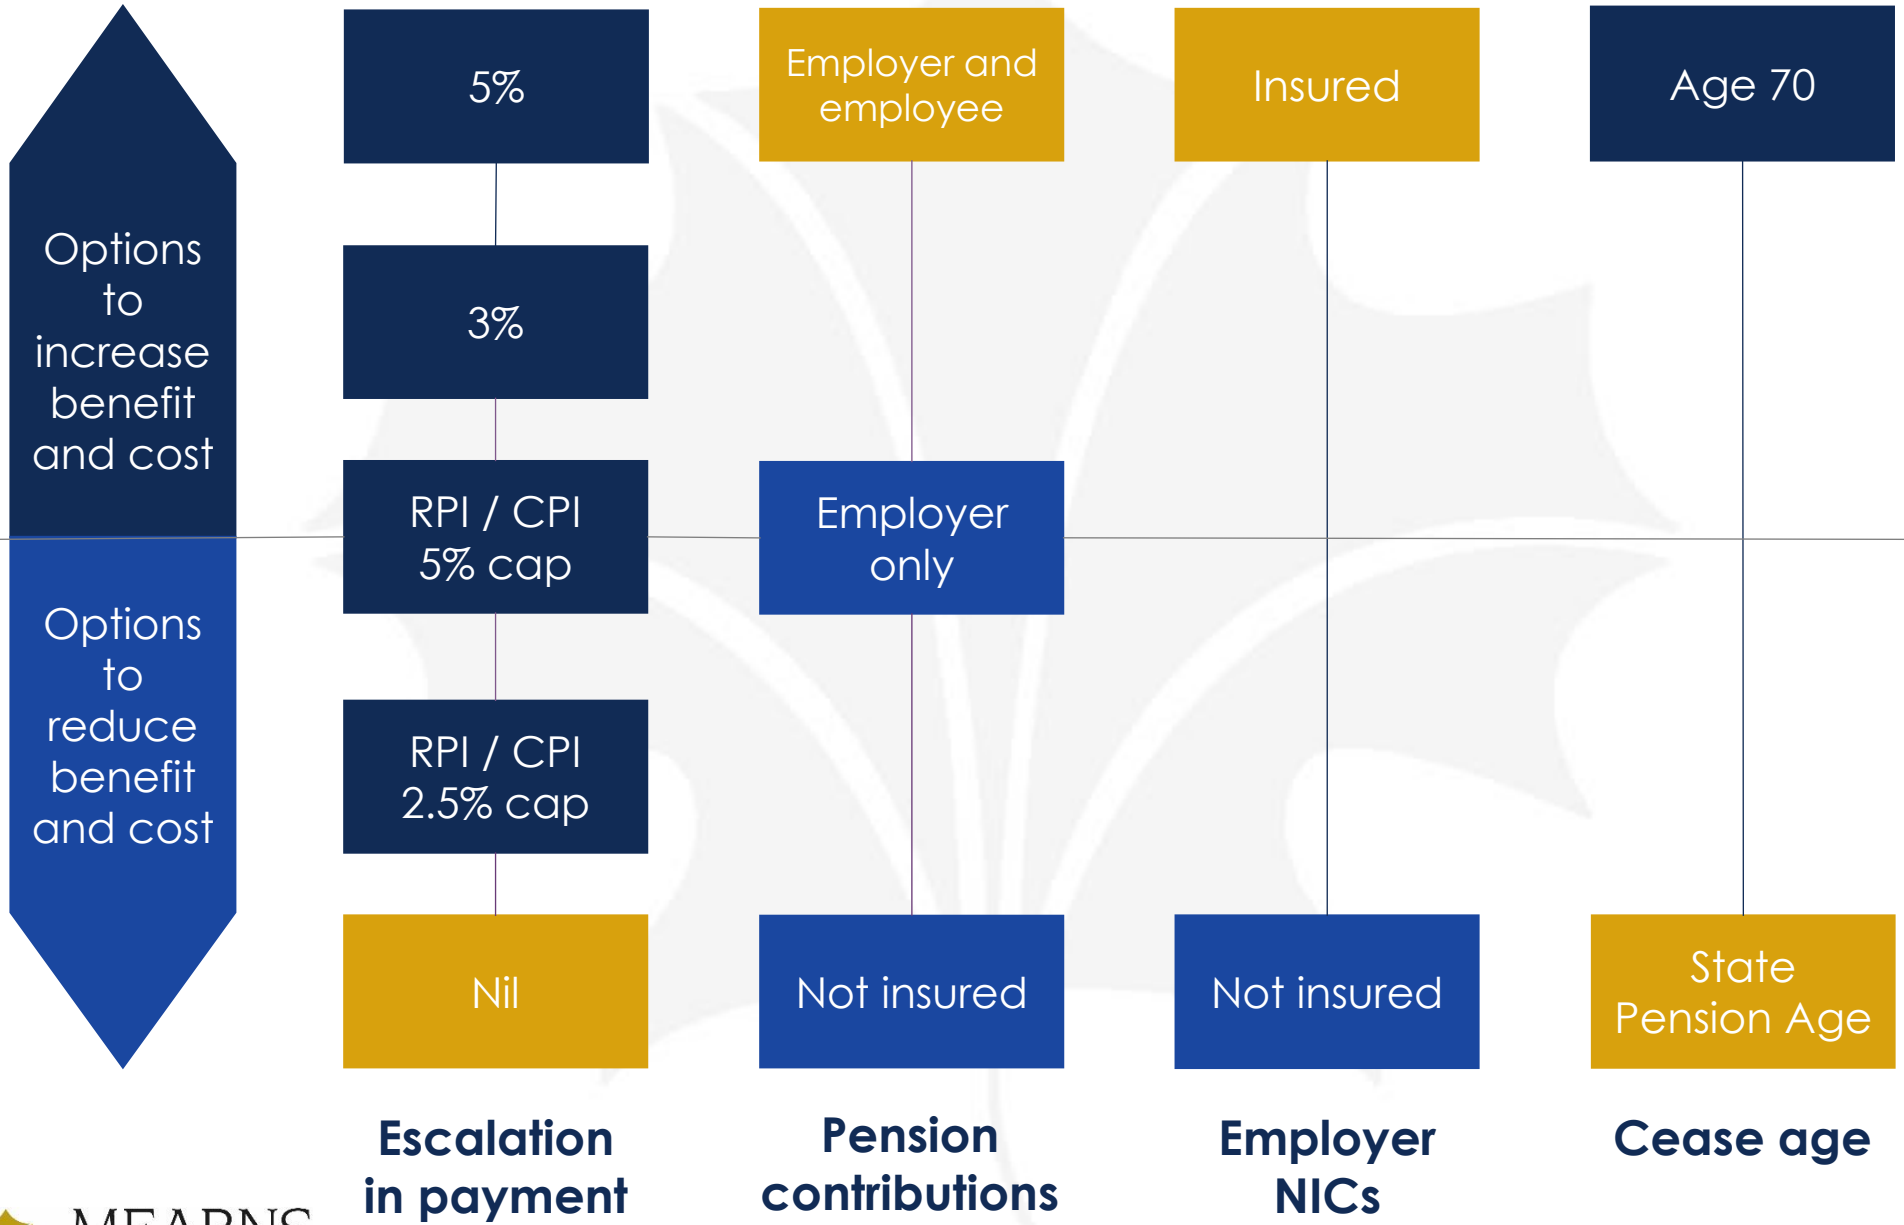 Options
to
increase
benefit
and cost
Options
to
reduce
benefit
and cost
5%
3%
RPI / CPI
5% cap
RPI / CPI
2.5% cap
Nil
Escalation
in payment
Employer and
employee
Employer
only
Not insured
Pension
contributions
Insured
Not insured
Employer
NICs
Age 70
State
Pension Age
Cease age
MEARNS